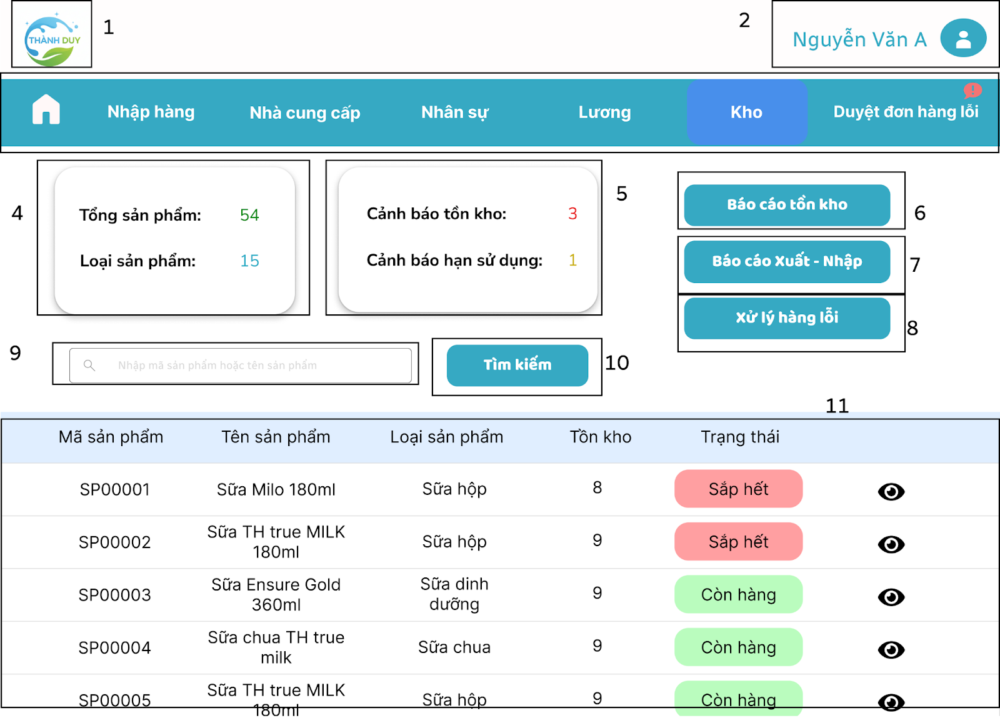 THÀNH DUY
1
2
Nguyễn Văn A
Nhập hàng
Nhà cung cấp
Nhân sự
Lương
Kho
Duyệt đơn hàng lỗi
!
4
Tổng sản phẩm: 54
Loại sản phẩm: 15
Cảnh báo tồn kho: 3
Cảnh báo hạn sử dụng: 1
5
Báo cáo tồn kho
6
Báo cáo Xuất - Nhập
7
Xử lý hàng lỗi
8
9
Nhập mã sản phẩm hoặc tên sản phẩm
Tìm kiếm
10
11
Mã sản phẩm Tên sản phẩm Loại sản phẩm Tồn kho Trạng thái
SP00001 Sữa Milo 180ml Sữa hộp 8 Sắp hết
SP00002 Sữa TH true MILK
180ml Sữa hộp 9 Sắp hết
SP00003 Sữa Ensure Gold
360ml Sữa dinh
dưỡng 9 Còn hàng
SP00004 Sữa chua TH true
milk Sữa chua 9 Còn hàng
SP00005 Sữa TH true MILK
180ml Sữa hộp 9 Còn hàng